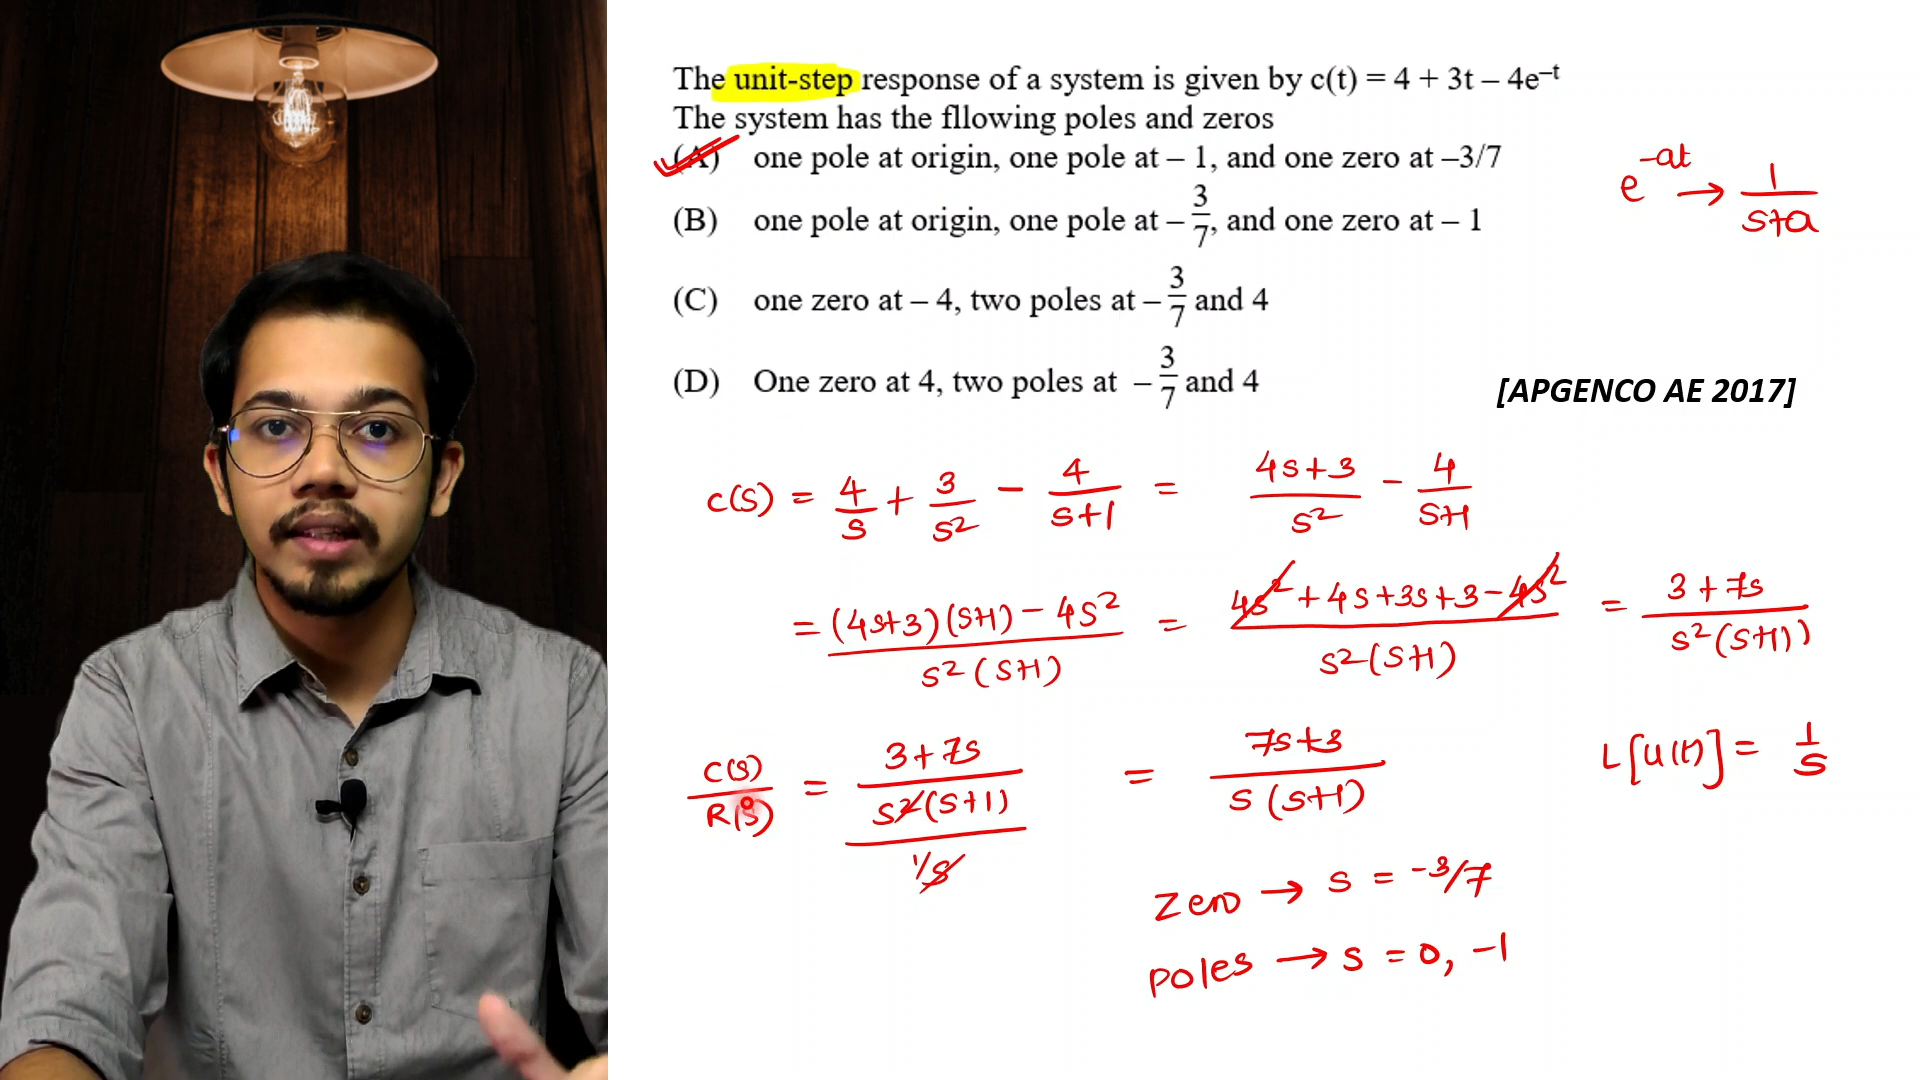 The unit-step response of a system is given by c(t) = 4 + 3t – 4e⁻ᵗ
The system has the fllowing poles and zeros
(A) one pole at origin, one pole at – 1, and one zero at –3/7
(B) one pole at origin, one pole at – 3/7, and one zero at – 1
(C) one zero at – 4, two poles at – 3/7 and 4
(D) One zero at 4, two poles at – 3/7 and 4
[APGENCO AE 2017]
e^-at → 1/(s+a)
C(S) = 4/s + 3/s² - 4/(s+1) = (4s+3)/s² - 4/(s+1)
= ((4s+3)(s+1) - 4s²)/(s²(s+1)) = (4s²+4s+3s+3-4s²)/(s²(s+1)) = (3+7s)/(s²(s+1))
C(s)/R(s) = ((3+7s)/(s²(s+1)))/(1/s) = (7s+3)/(s(s+1))
L[u(t)] = 1/s
Zero → s = -3/7
poles → s = 0, -1